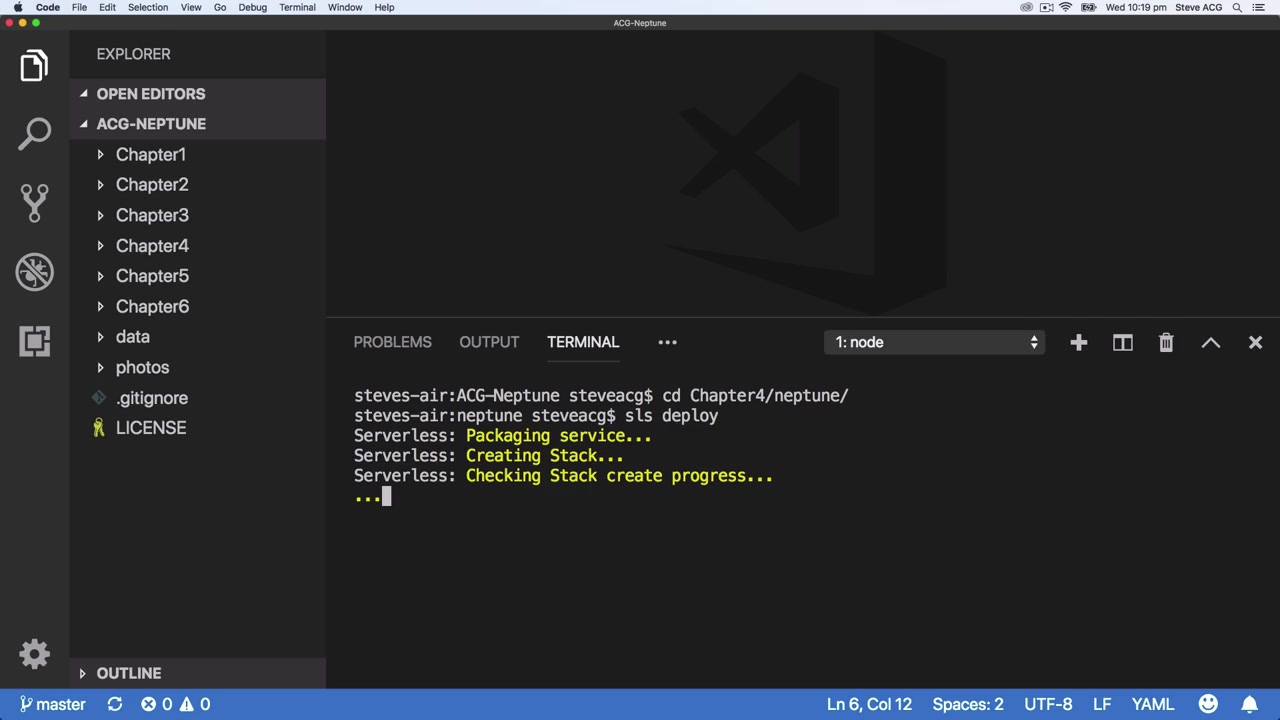 Code File Edit Selection View Go Debug Terminal Window Help Wed 10:19 pm Steve ACG
ACG-Neptune
EXPLORER
OPEN EDITORS
ACG-NEPTUNE
Chapter1
Chapter2
Chapter3
Chapter4
Chapter5
Chapter6
data
photos
.gitignore
LICENSE
OUTLINE
PROBLEMS OUTPUT TERMINAL ... 1: node
steves-air:ACG-Neptune steveacg$ cd Chapter4/neptune/
steves-air:neptune steveacg$ sls deploy
Serverless: Packaging service...
Serverless: Creating Stack...
Serverless: Checking Stack create progress...
...
master 0 0 Ln 6, Col 12 Spaces: 2 UTF-8 LF YAML